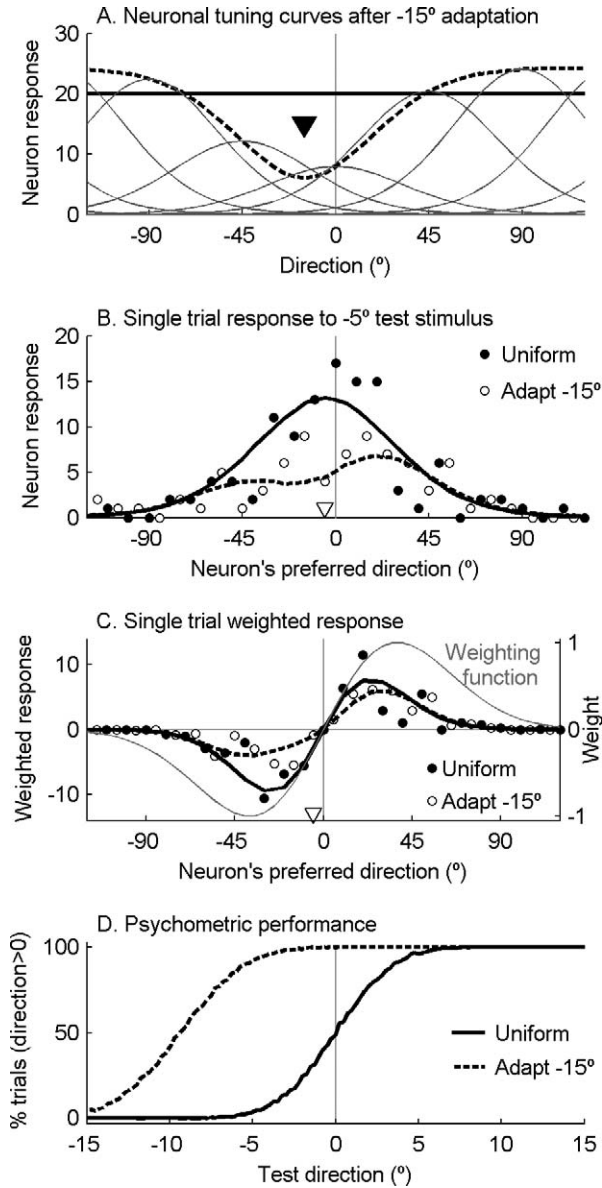 A. Neuronal tuning curves after -15º adaptation
30
20
10
0
Neuron response
-90 -45 0 45 90
Direction (º)
B. Single trial response to -5º test stimulus
20
15
10
5
0
Neuron response
Uniform
Adapt -15º
-90 -45 0 45 90
Neuron's preferred direction (º)
C. Single trial weighted response
10
0
-10
Weighted response
Weighting
function
1
0
-1
Weight
Uniform
Adapt -15º
-90 -45 0 45 90
Neuron's preferred direction (º)
D. Psychometric performance
100
50
0
% trials (direction>0)
Uniform
Adapt -15º
-15 -10 -5 0 5 10 15
Test direction (º)